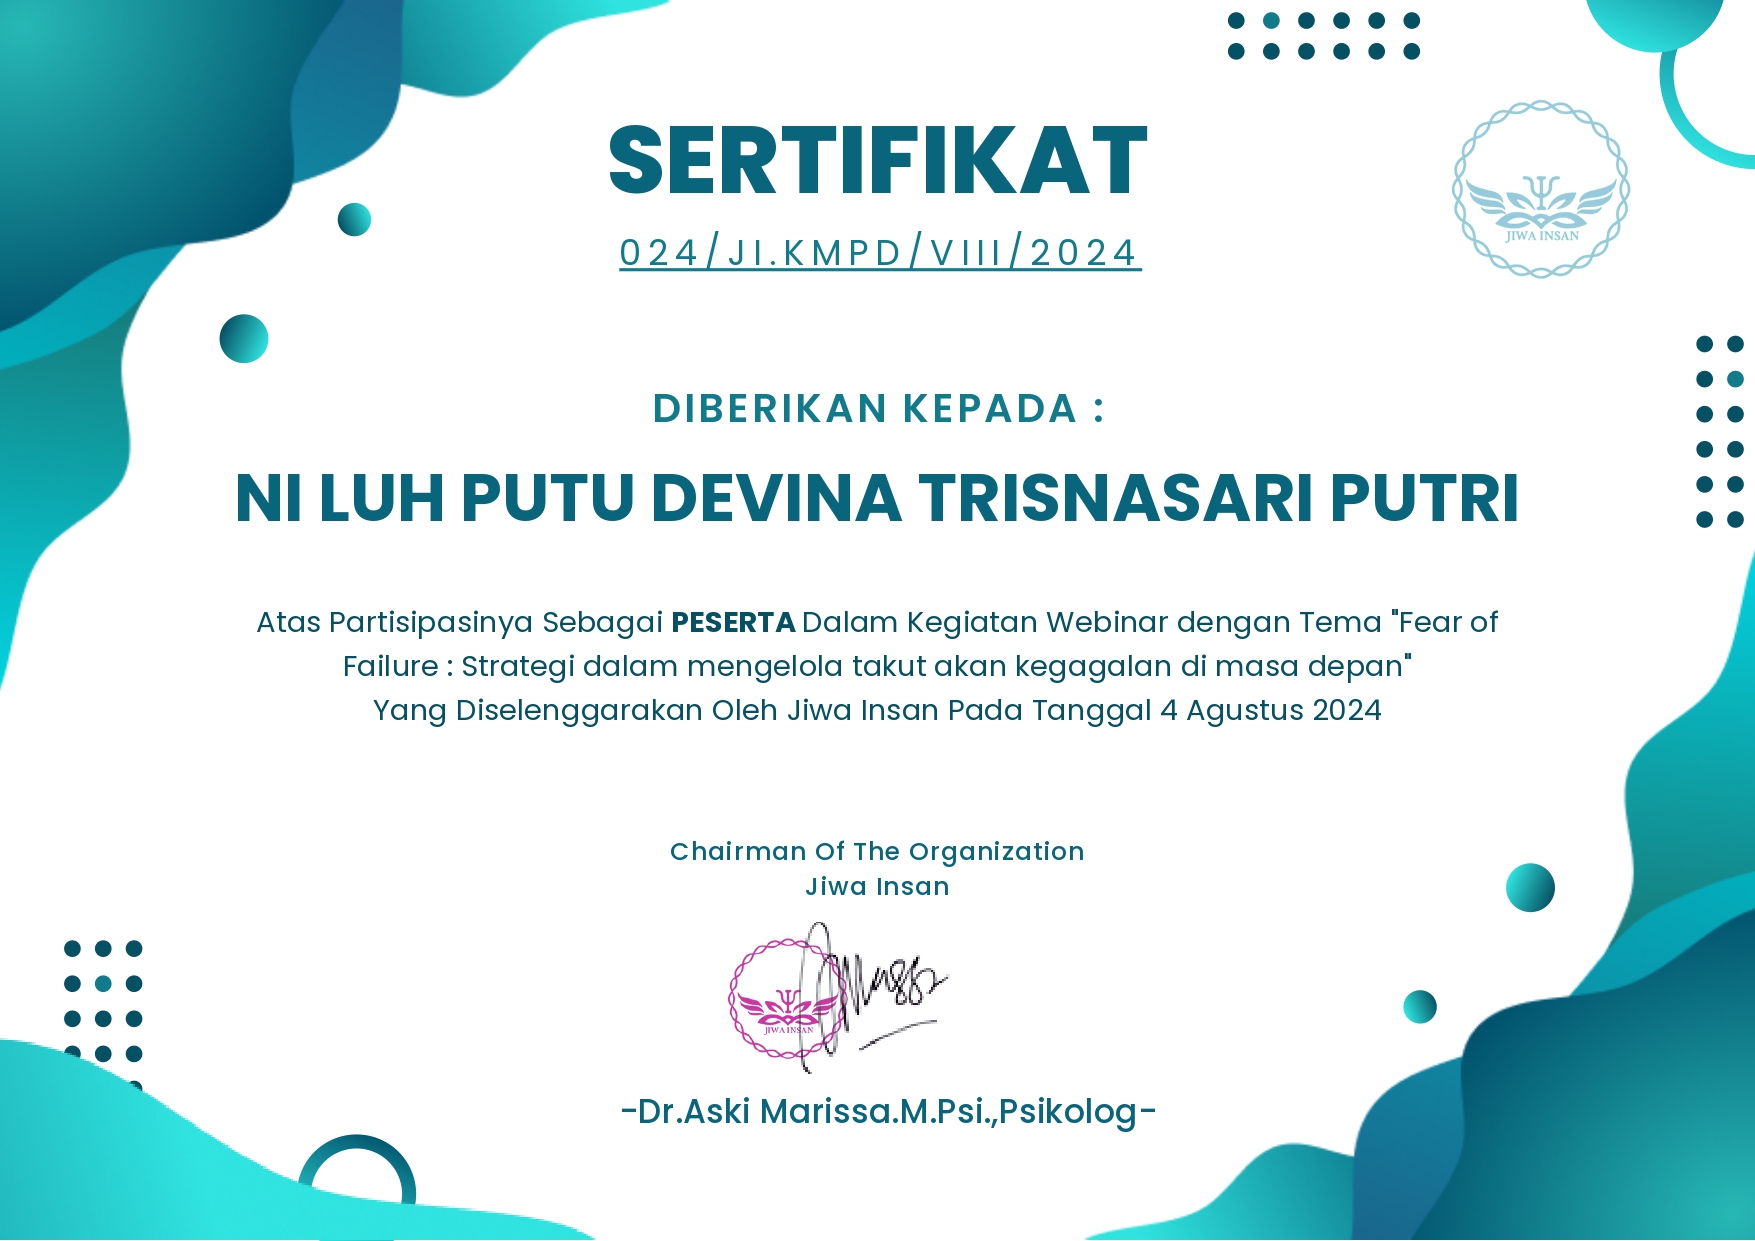 SERTIFIKAT
024/JI.KMPD/VIII/2024
JIWA INSAN
DIBERIKAN KEPADA :
NI LUH PUTU DEVINA TRISNASARI PUTRI
Atas Partisipasinya Sebagai PESERTA Dalam Kegiatan Webinar dengan Tema "Fear of
Failure : Strategi dalam mengelola takut akan kegagalan di masa depan"
Yang Diselenggarakan Oleh Jiwa Insan Pada Tanggal 4 Agustus 2024
Chairman Of The Organization
Jiwa Insan
JIWA INSAN
-Dr.Aski Marissa.M.Psi.,Psikolog-